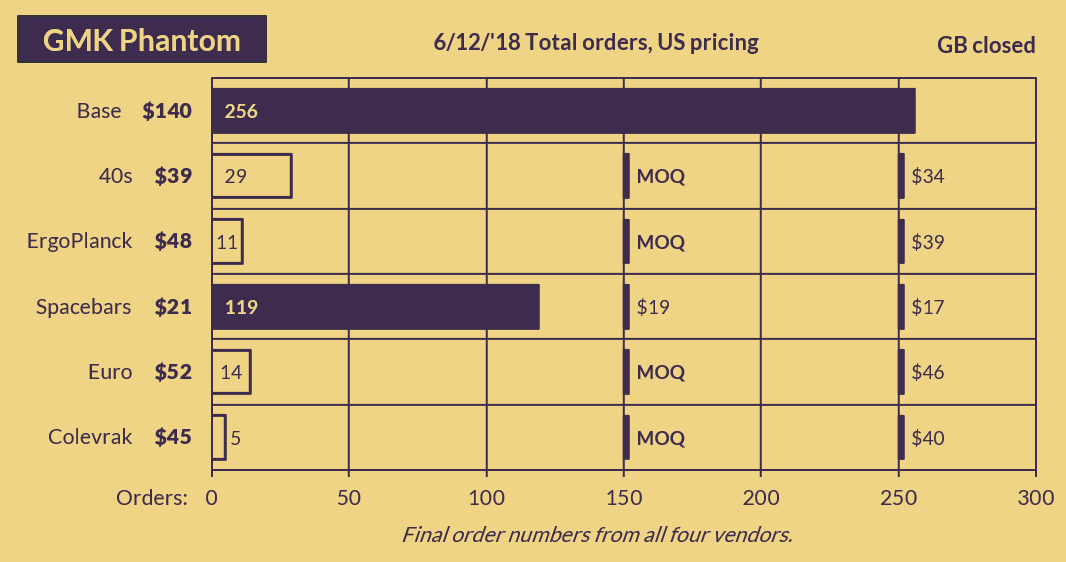 GMK Phantom
6/12/'18 Total orders, US pricing
GB closed
Base $140 256
40s $39 29 MOQ $34
ErgoPlanck $48 11 MOQ $39
Spacebars $21 119 $19 $17
Euro $52 14 MOQ $46
Colevrak $45 5 MOQ $40
Orders: 0 50 100 150 200 250 300
Final order numbers from all four vendors.